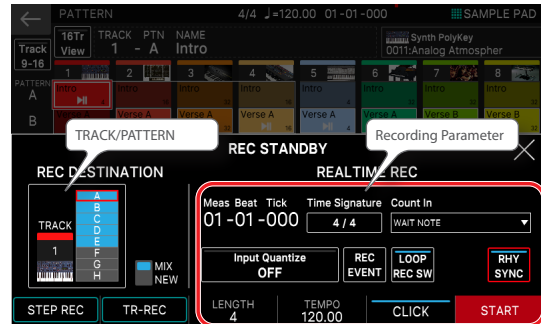 PATTERN 4/4 ♩=120.00 01-01-000 SAMPLE PAD
Track 9-16
16Tr View
TRACK PTN NAME
1 - A Intro
Synth PolyKey
0011:Analog Atmospher
1 2 3 4 5 6 7 8
PATTERN
A Intro Intro Intro Intro Intro Intro Intro Intro
B Verse A Verse A Verse A Verse A Verse B Verse B
TRACK/PATTERN
Recording Parameter
REC STANDBY
REC DESTINATION
REALTIME REC
TRACK
1
A
B
C
D
E
F
G
H
MIX
NEW
Meas Beat Tick Time Signature Count In
01-01-000 4 / 4 WAIT NOTE
Input Quantize
OFF
REC EVENT
LOOP REC SW
RHY SYNC
STEP REC TR-REC
LENGTH
4
TEMPO
120.00
CLICK
START